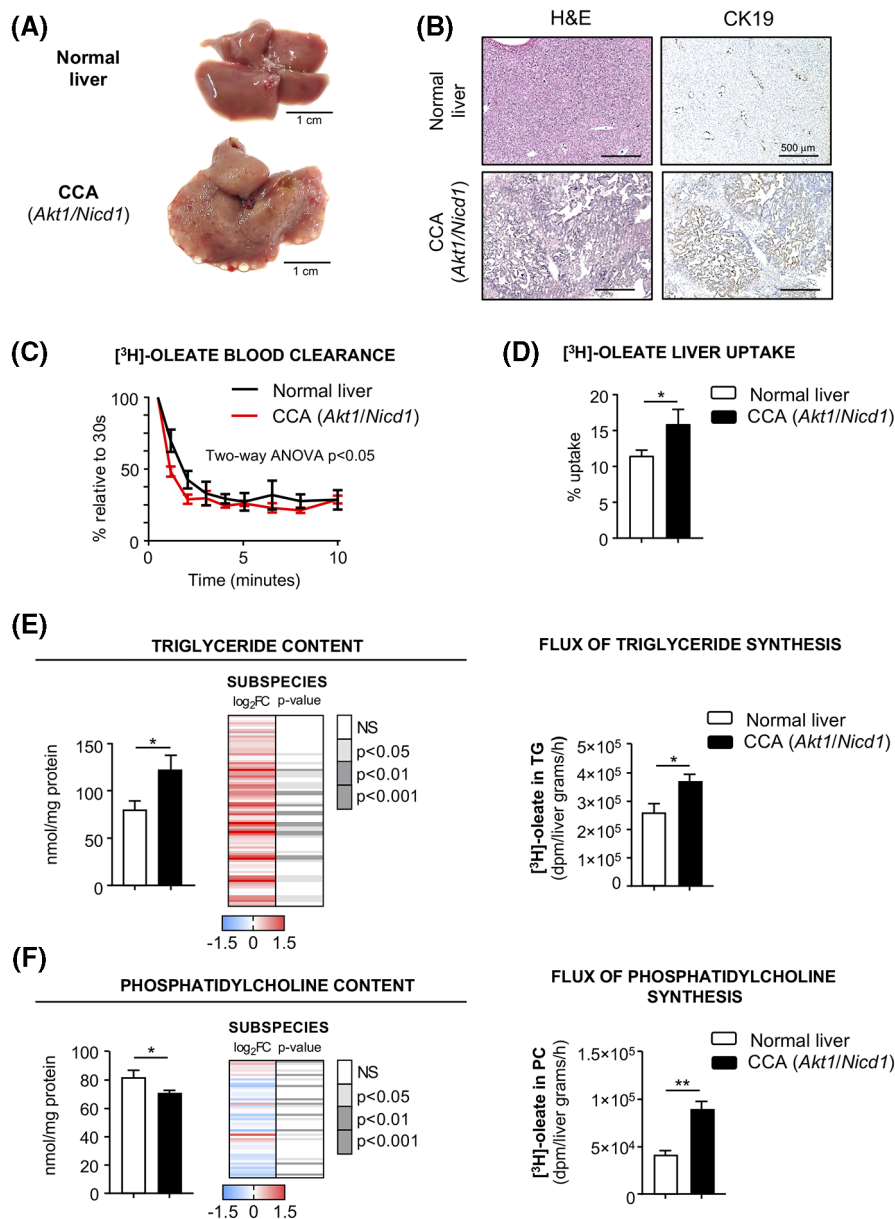 (A)
Normal
liver
1 cm
CCA
(Akt1/Nicd1)
1 cm
(B)
H&E
CK19
Normal
liver
500 µm
CCA
(Akt1/Nicd1)
(C)
[³H]-OLEATE BLOOD CLEARANCE
Normal liver
CCA (Akt1/Nicd1)
Two-way ANOVA p<0.05
% relative to 30s
100
50
0
0
5
10
Time (minutes)
(D)
[³H]-OLEATE LIVER UPTAKE
Normal liver
CCA (Akt1/Nicd1)
*
% uptake
20
15
10
5
0
(E)
TRIGLYCERIDE CONTENT
nmol/mg protein
150
100
50
0
*
SUBSPECIES
log₂FC
p-value
NS
p<0.05
p<0.01
p<0.001
-1.5
0
1.5
FLUX OF TRIGLYCERIDE SYNTHESIS
Normal liver
CCA (Akt1/Nicd1)
[³H]-oleate in TG
(dpm/liver grams/h)
5×10⁵
4×10⁵
3×10⁵
2×10⁵
1×10⁵
0
*
(F)
PHOSPHATIDYLCHOLINE CONTENT
nmol/mg protein
100
80
60
40
20
0
*
SUBSPECIES
log₂FC
p-value
NS
p<0.05
p<0.01
p<0.001
-1.5
0
1.5
FLUX OF PHOSPHATIDYLCHOLINE
SYNTHESIS
Normal liver
CCA (Akt1/Nicd1)
[³H]-oleate in PC
(dpm/liver grams/h)
1.5×10⁵
1×10⁵
5×10⁴
0
**